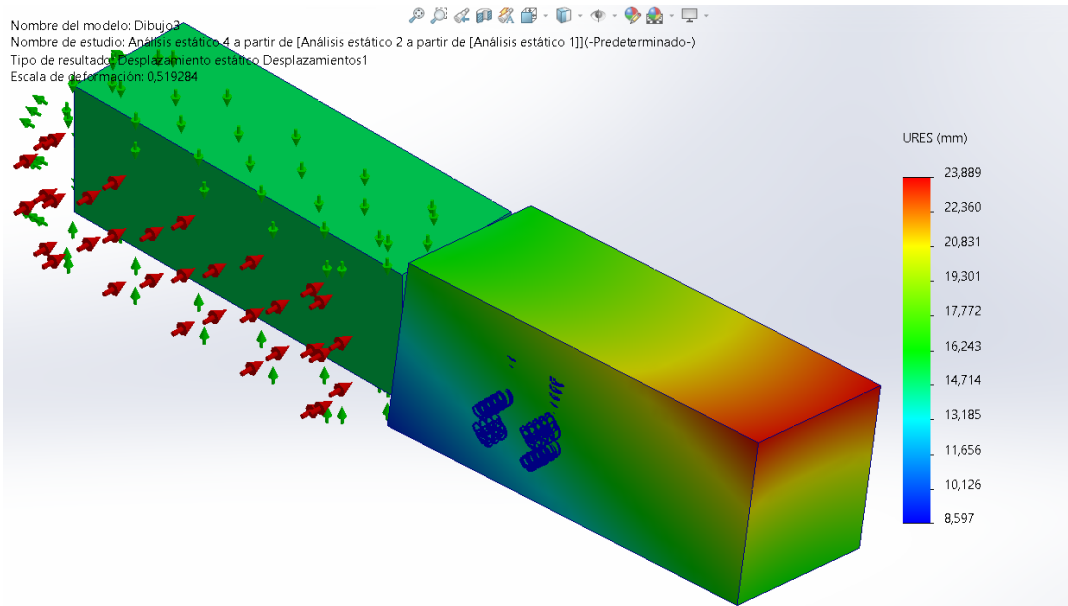 Nombre del modelo: Dibujo3
Nombre de estudio: Análisis estático 4 a partir de [Análisis estático 2 a partir de [Análisis estático 1]](-Predeterminado-)
Tipo de resultado: Desplazamiento estático Desplazamientos1
Escala de deformación: 0,519284
URES (mm)
23,889
22,360
20,831
19,301
17,772
16,243
14,714
13,185
11,656
10,126
8,597